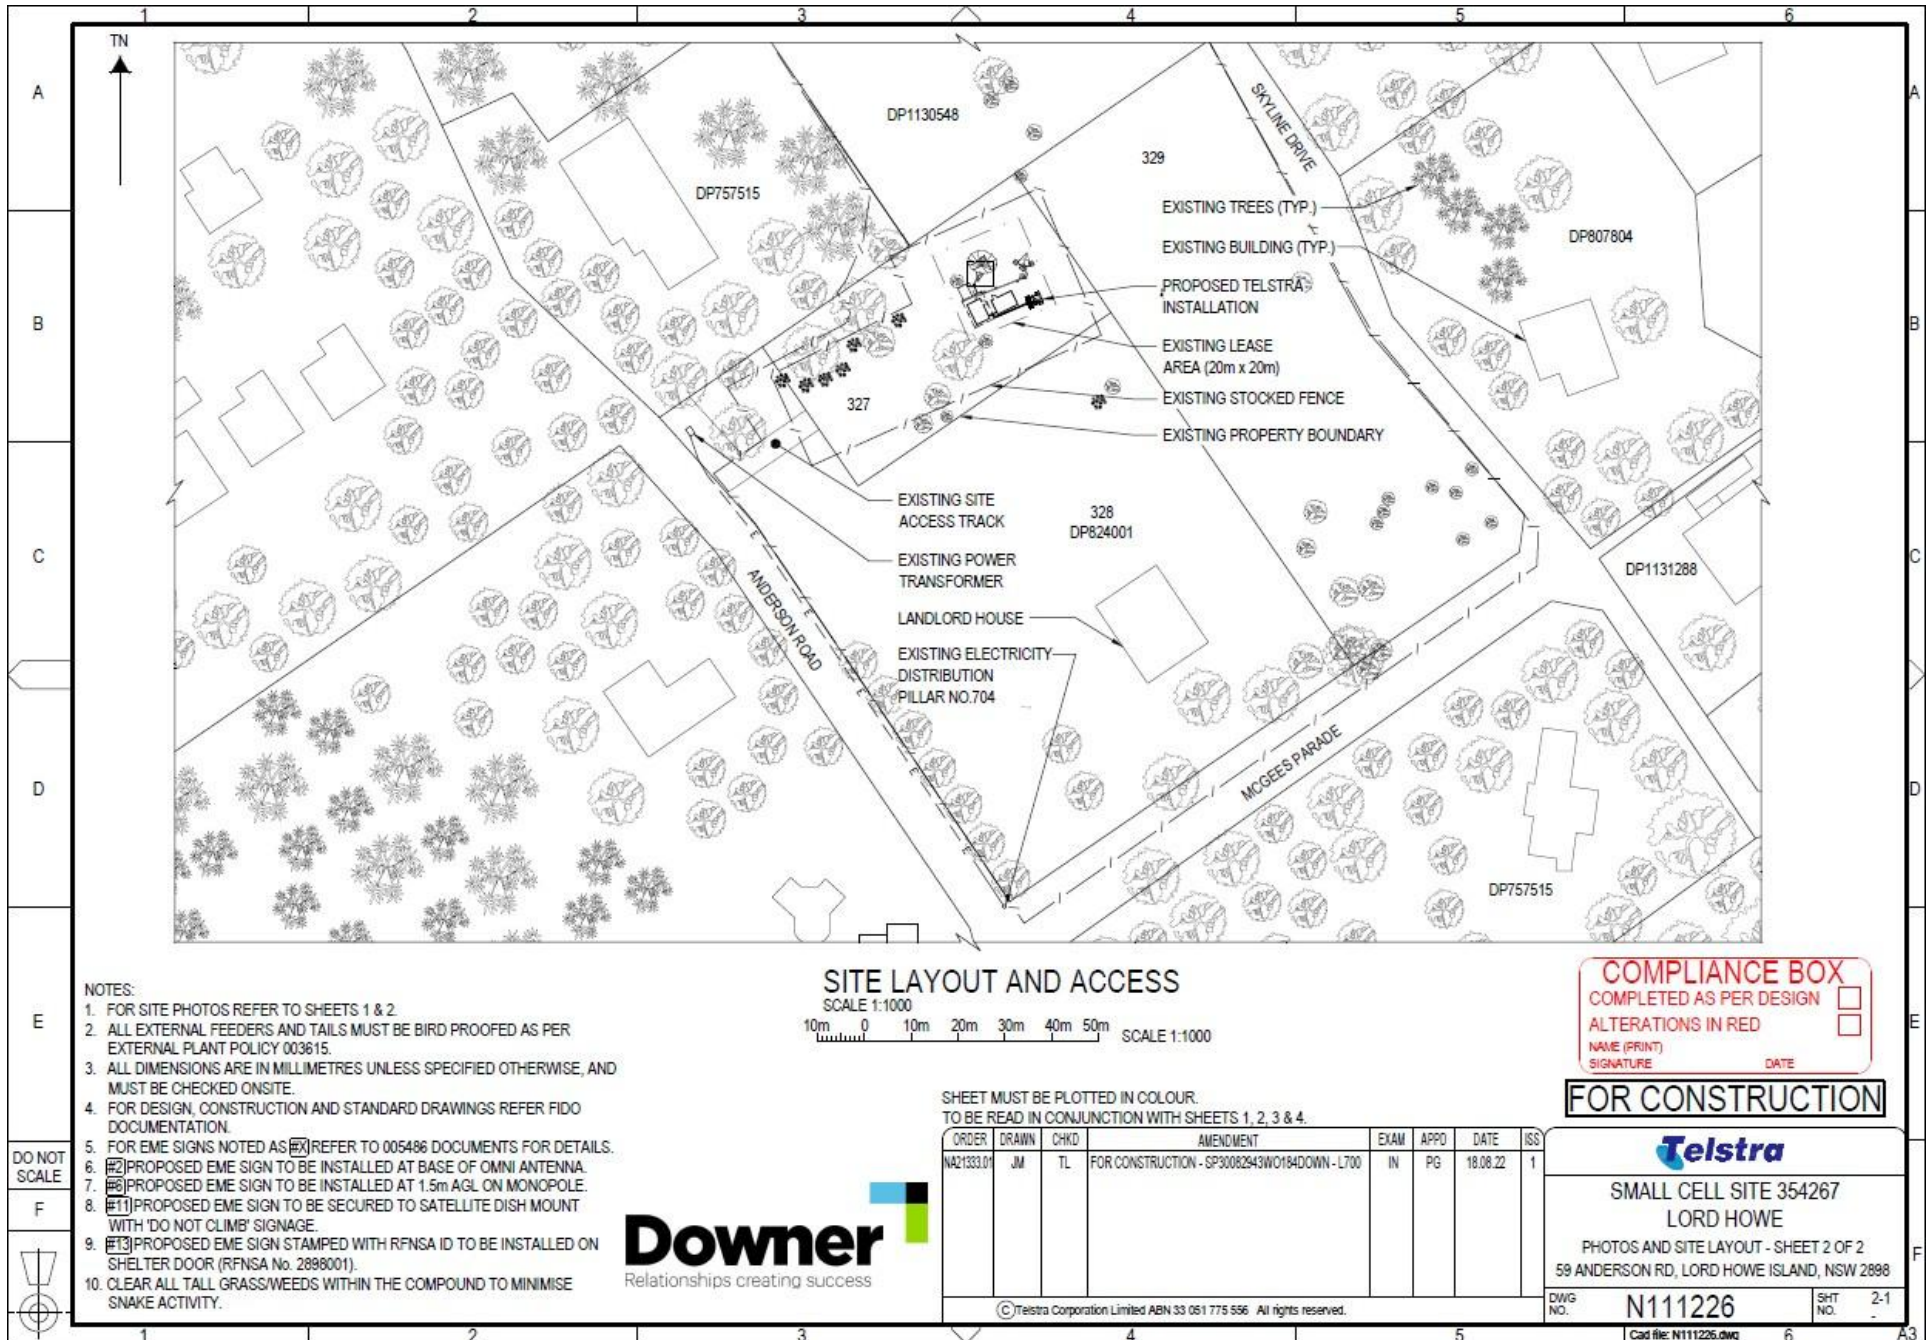 1 2 3 4 5 6
A
B
C
D
E
DO NOT
SCALE
F
A
B
C
D
E
F
TN
DP1130548
SKYLINE DRIVE
329
DP757515
EXISTING TREES (TYP.)
EXISTING BUILDING (TYP.)
DP807804
PROPOSED TELSTRA
INSTALLATION
EXISTING LEASE
AREA (20m x 20m)
EXISTING STOCKED FENCE
327
EXISTING PROPERTY BOUNDARY
EXISTING SITE
ACCESS TRACK
328
DP824001
EXISTING POWER
TRANSFORMER
DP1131288
ANDERSON ROAD
LANDLORD HOUSE
EXISTING ELECTRICITY
DISTRIBUTION
PILLAR NO.704
MCGEES PARADE
DP757515
E E E E E E
NOTES:
1. FOR SITE PHOTOS REFER TO SHEETS 1 & 2.
2. ALL EXTERNAL FEEDERS AND TAILS MUST BE BIRD PROOFED AS PER
EXTERNAL PLANT POLICY 003615.
3. ALL DIMENSIONS ARE IN MILLIMETRES UNLESS SPECIFIED OTHERWISE, AND
MUST BE CHECKED ONSITE.
4. FOR DESIGN, CONSTRUCTION AND STANDARD DRAWINGS REFER FIDO
DOCUMENTATION.
5. FOR EME SIGNS NOTED AS #X REFER TO 005486 DOCUMENTS FOR DETAILS.
6. #2 PROPOSED EME SIGN TO BE INSTALLED AT BASE OF OMNI ANTENNA.
7. #6 PROPOSED EME SIGN TO BE INSTALLED AT 1.5m AGL ON MONOPOLE.
8. #11 PROPOSED EME SIGN TO BE SECURED TO SATELLITE DISH MOUNT
WITH 'DO NOT CLIMB' SIGNAGE.
9. #13 PROPOSED EME SIGN STAMPED WITH RFNSA ID TO BE INSTALLED ON
SHELTER DOOR (RFNSA No. 2898001).
10. CLEAR ALL TALL GRASS/WEEDS WITHIN THE COMPOUND TO MINIMISE
SNAKE ACTIVITY.
SITE LAYOUT AND ACCESS
SCALE 1:1000
10m 0 10m 20m 30m 40m 50m SCALE 1:1000
COMPLIANCE BOX
COMPLETED AS PER DESIGN
ALTERATIONS IN RED
NAME (PRINT)
SIGNATURE DATE
FOR CONSTRUCTION
SHEET MUST BE PLOTTED IN COLOUR.
TO BE READ IN CONJUNCTION WITH SHEETS 1, 2, 3 & 4.
ORDER DRAWN CHKD AMENDMENT EXAM APPD DATE ISS
NA21333.01 JM TL FOR CONSTRUCTION - SP30082943WO184DOWN - L700 IN PG 18.08.22 1
© Telstra Corporation Limited ABN 33 051 775 556 All rights reserved.
Downer
Relationships creating success
Telstra
SMALL CELL SITE 354267
LORD HOWE
PHOTOS AND SITE LAYOUT - SHEET 2 OF 2
59 ANDERSON RD, LORD HOWE ISLAND, NSW 2898
DWG
NO. N111226 SHT
NO. 2-1
Cad file: N111226.dwg A3
1 2 3 4 5 6